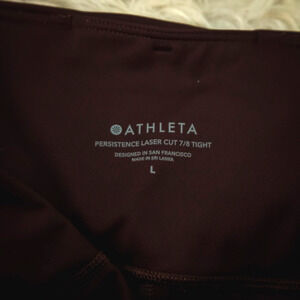 ATHLETA
PERSISTENCE LASER CUT 7/8 TIGHT
DESIGNED IN SAN FRANCISCO
MADE IN SRI LANKA
L